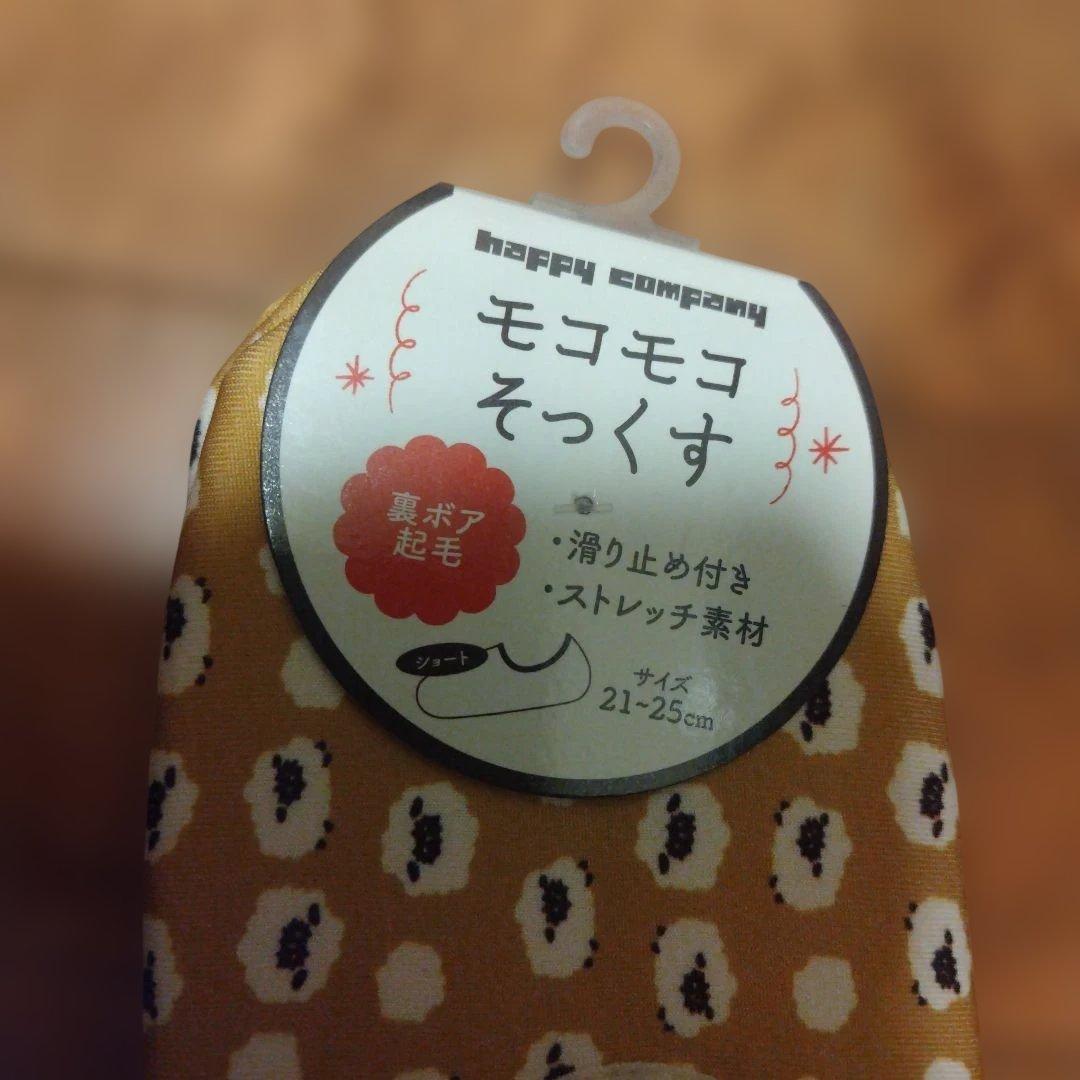 happy company
モコモコ
そっくす
裏ボア
起毛
・滑り止め付き
・ストレッチ素材
ショート
サイズ
21~25cm